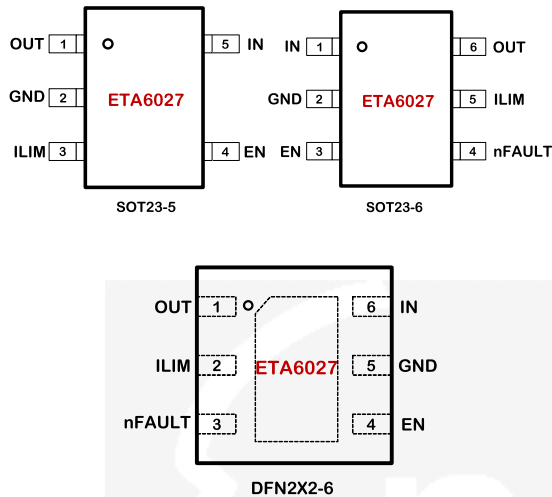 OUT 1 5 IN
GND 2 ETA6027
ILIM 3 4 EN
SOT23-5
IN 1 6 OUT
GND 2 ETA6027 5 ILIM
EN 3 4 nFAULT
SOT23-6
OUT 1 6 IN
ILIM 2 ETA6027 5 GND
nFAULT 3 4 EN
DFN2X2-6